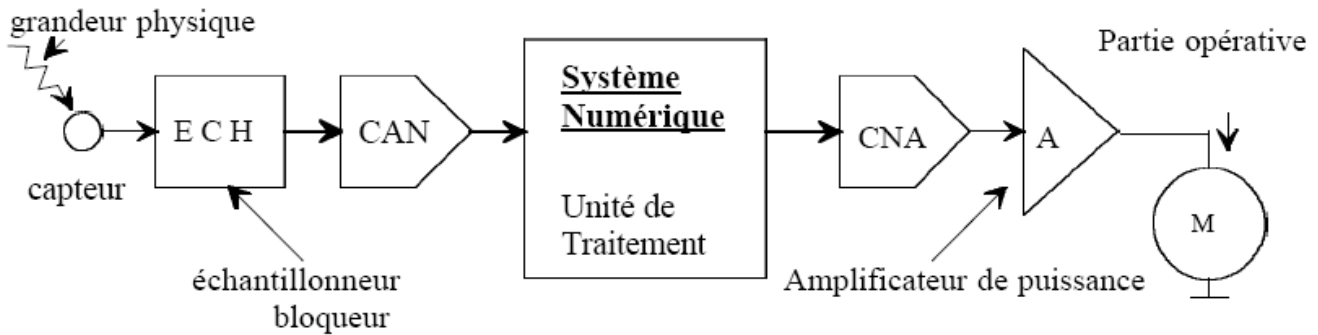 grandeur physique
Partie opérative
Système
Numérique
E C H
CAN
CNA
A
capteur
Unité de
Traitement
M
échantillonneur
bloqueur
Amplificateur de puissance